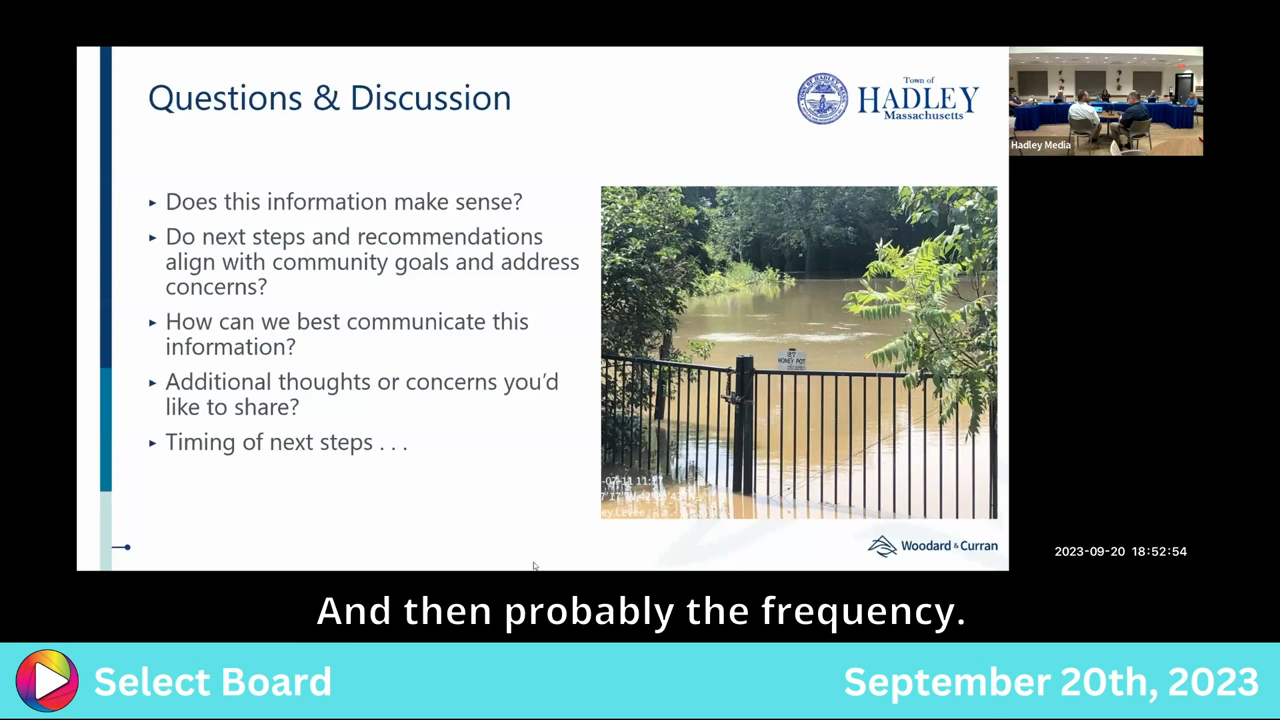 Questions & Discussion
Town of
HADLEY
Massachusetts
▸ Does this information make sense?
▸ Do next steps and recommendations
align with community goals and address
concerns?
▸ How can we best communicate this
information?
▸ Additional thoughts or concerns you'd
like to share?
▸ Timing of next steps . . .
27
HONEY POT
Woodard & Curran
Hadley Media
2023-09-20 18:52:54
And then probably the frequency.
Select Board
September 20th, 2023